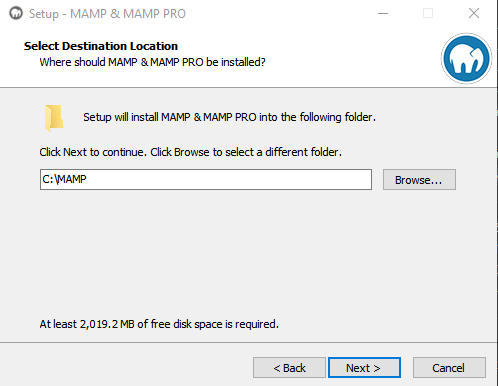 Setup - MAMP & MAMP PRO
Select Destination Location
Where should MAMP & MAMP PRO be installed?
Setup will install MAMP & MAMP PRO into the following folder.
Click Next to continue. Click Browse to select a different folder.
C:\MAMP
Browse...
At least 2,019.2 MB of free disk space is required.
< Back
Next >
Cancel